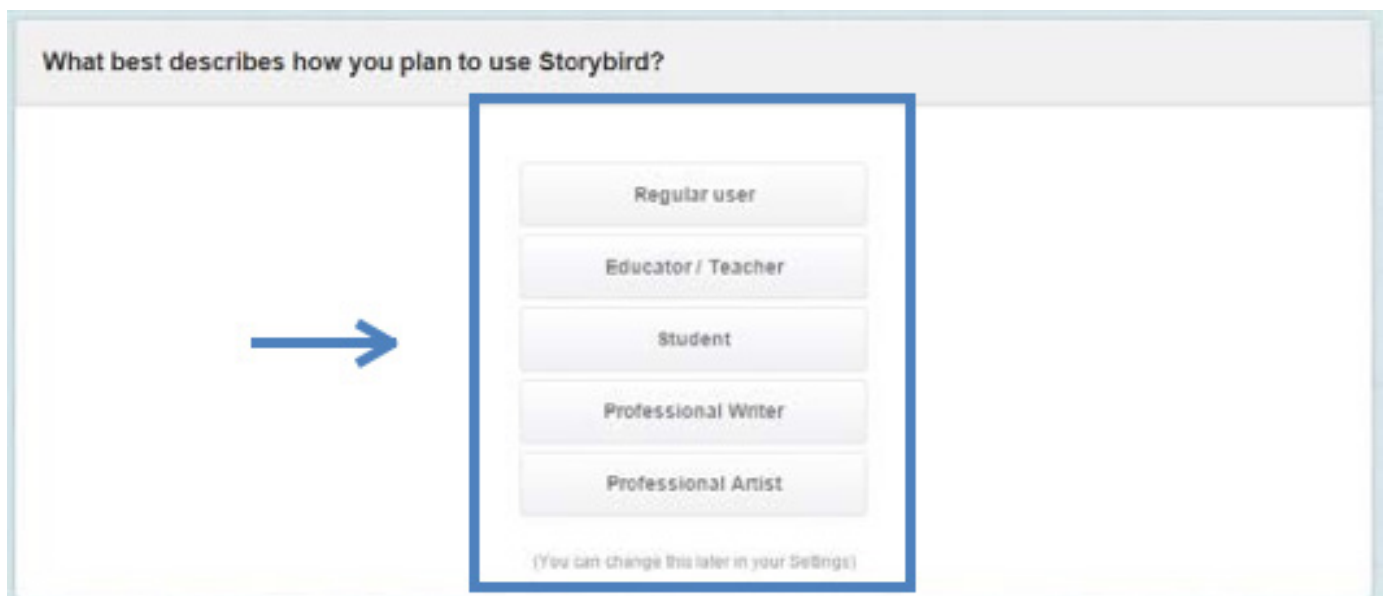 What best describes how you plan to use Storybird?
Regular user
Educator / Teacher
Student
Professional Writer
Professional Artist
(You can change this later in your Settings)